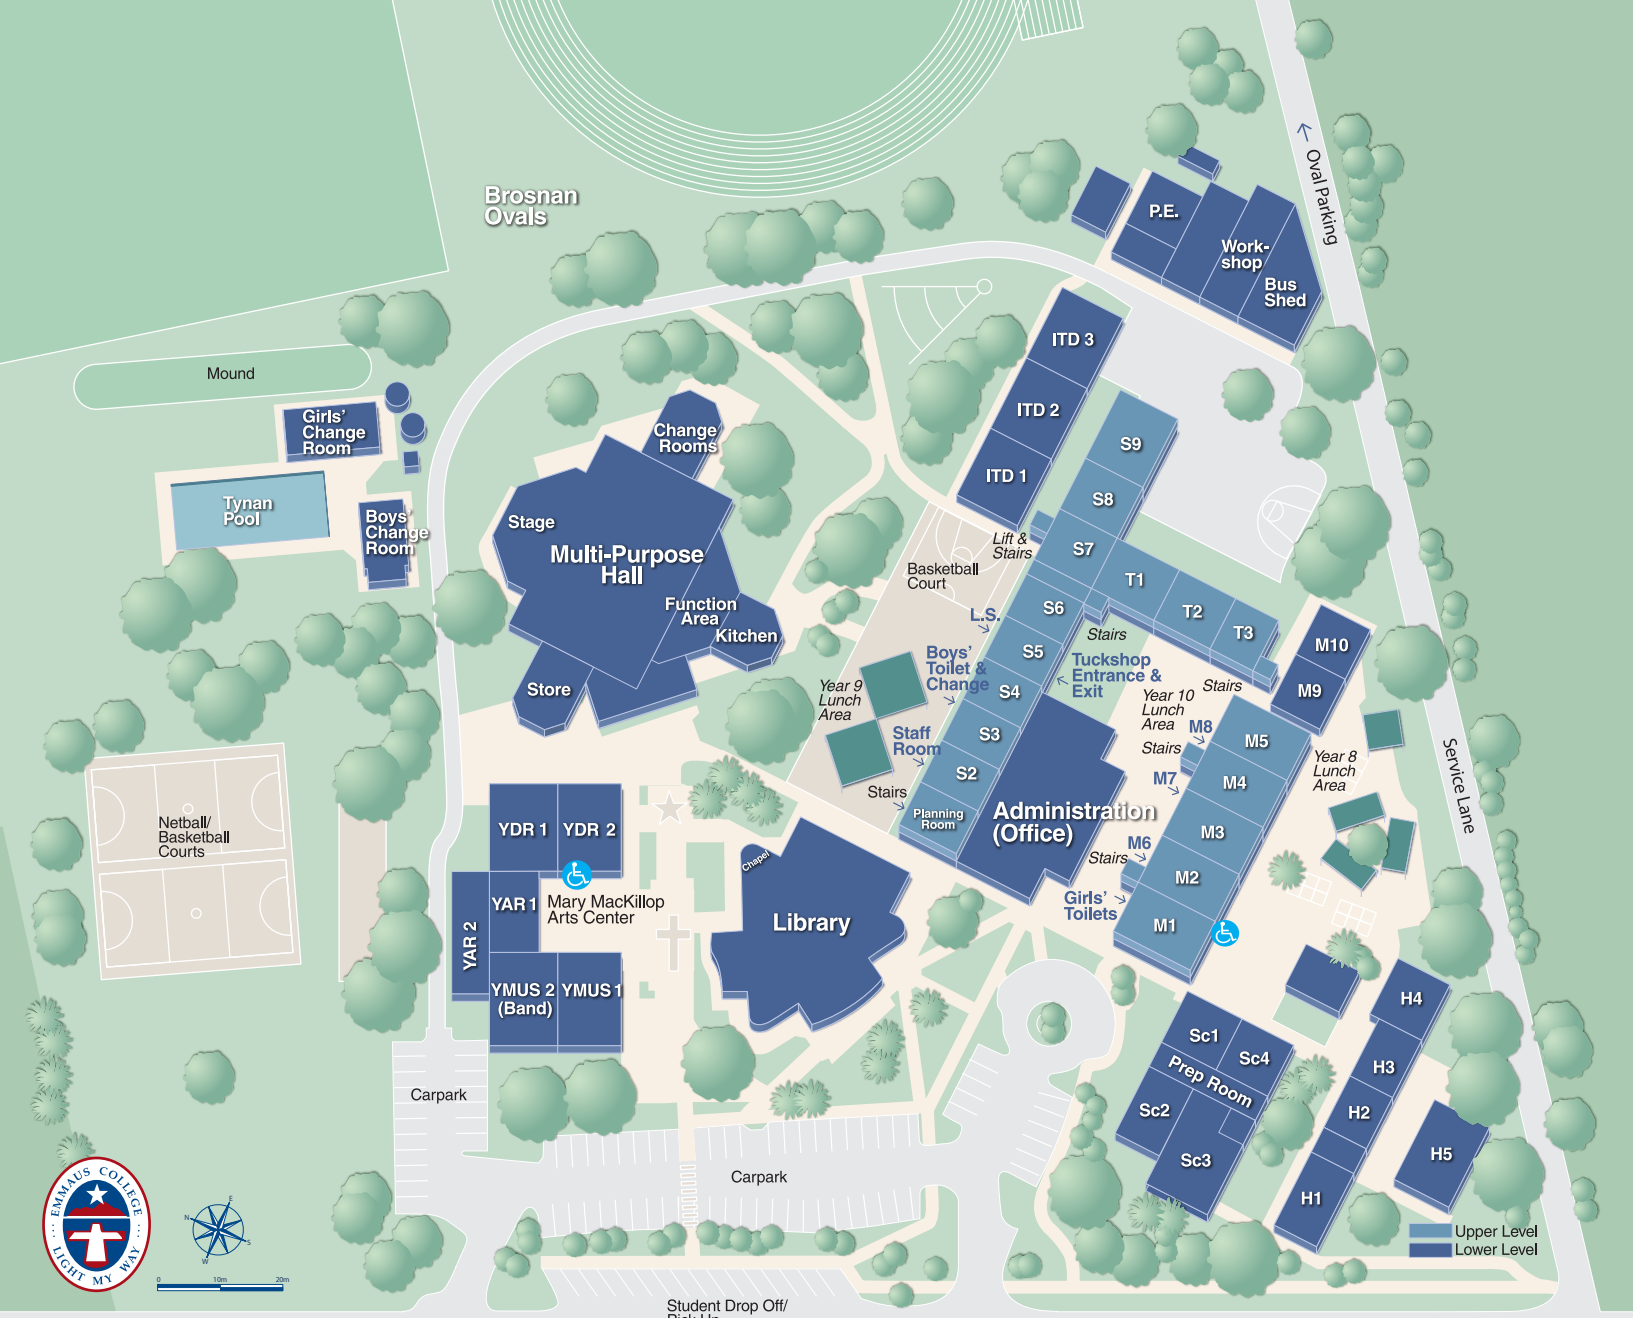 Brosnan
Ovals
Oval Parking
P.E.
Work-
shop
Bus
Shed
Mound
Girls'
Change
Room
Tynan
Pool
Boys'
Change
Room
Change
Rooms
Stage
Multi-Purpose
Hall
Function
Area
Kitchen
Store
ITD 3
ITD 2
ITD 1
S9
S8
S7
S6
S5
S4
S3
S2
Planning
Room
Lift &
Stairs
Basketball
Court
L.S.
Boys'
Toilet &
Change
Staff
Room
Stairs
Year 9
Lunch
Area
T1
T2
T3
Stairs
Tuckshop
Entrance &
Exit
Stairs
Year 10
Lunch
Area
Stairs
M10
M9
M8
M7
M6
M5
M4
M3
M2
M1
Stairs
Girls'
Toilets
Year 8
Lunch
Area
Service Lane
Administration
(Office)
Netball/
Basketball
Courts
YDR 1
YDR 2
YAR 1
YAR 2
Mary MacKillop
Arts Center
YMUS 2
(Band)
YMUS1
Chapel
Library
Carpark
Carpark
Sc1
Sc4
Prep Room
Sc2
Sc3
H4
H3
H2
H1
H5
Upper Level
Lower Level
EMMAUS COLLEGE
LIGHT MY WAY
N
E
S
W
0 10m 20m
Student Drop Off/
Pick Up